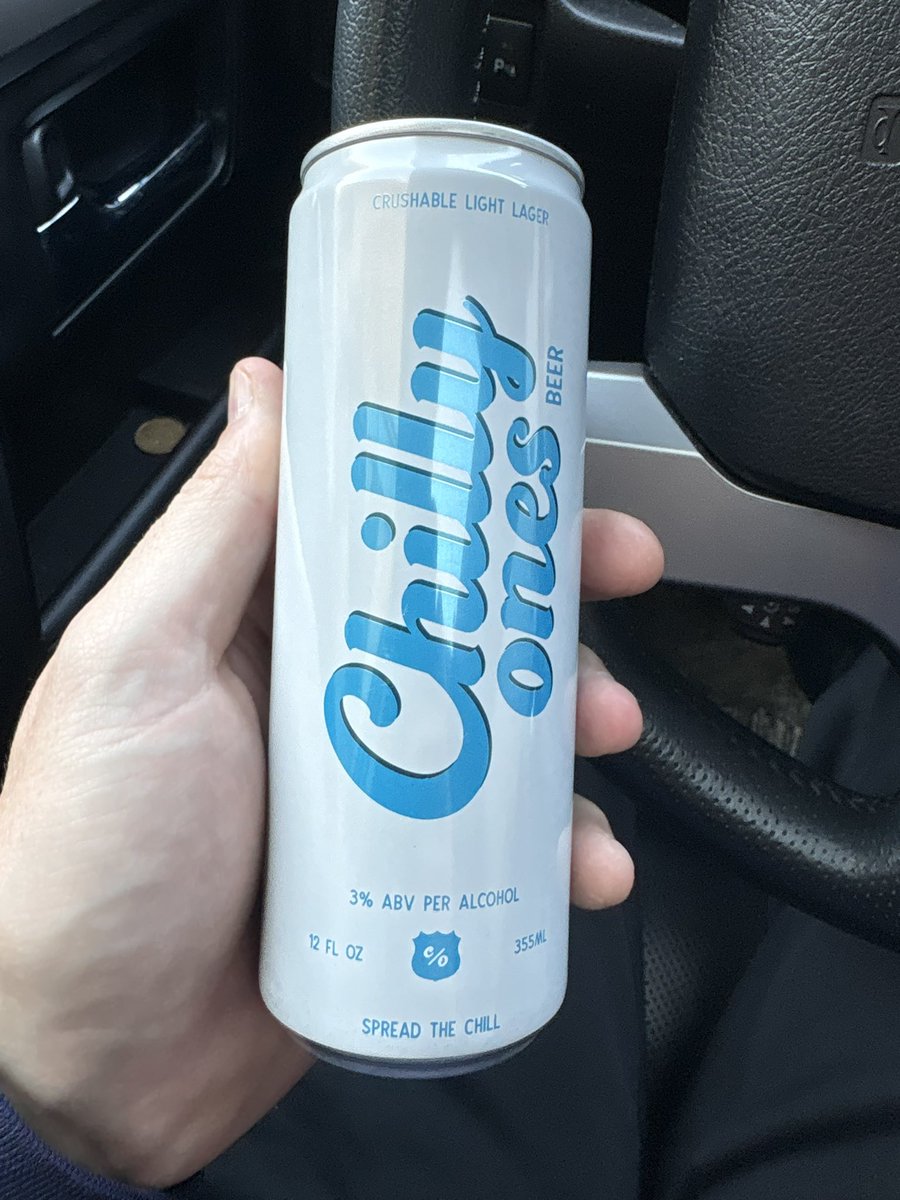 P
CRUSHABLE LIGHT LAGER
Chilly
ones
BEER
3% ABV PER ALCOHOL
12 FL OZ
c/o
355ML
SPREAD THE CHILL